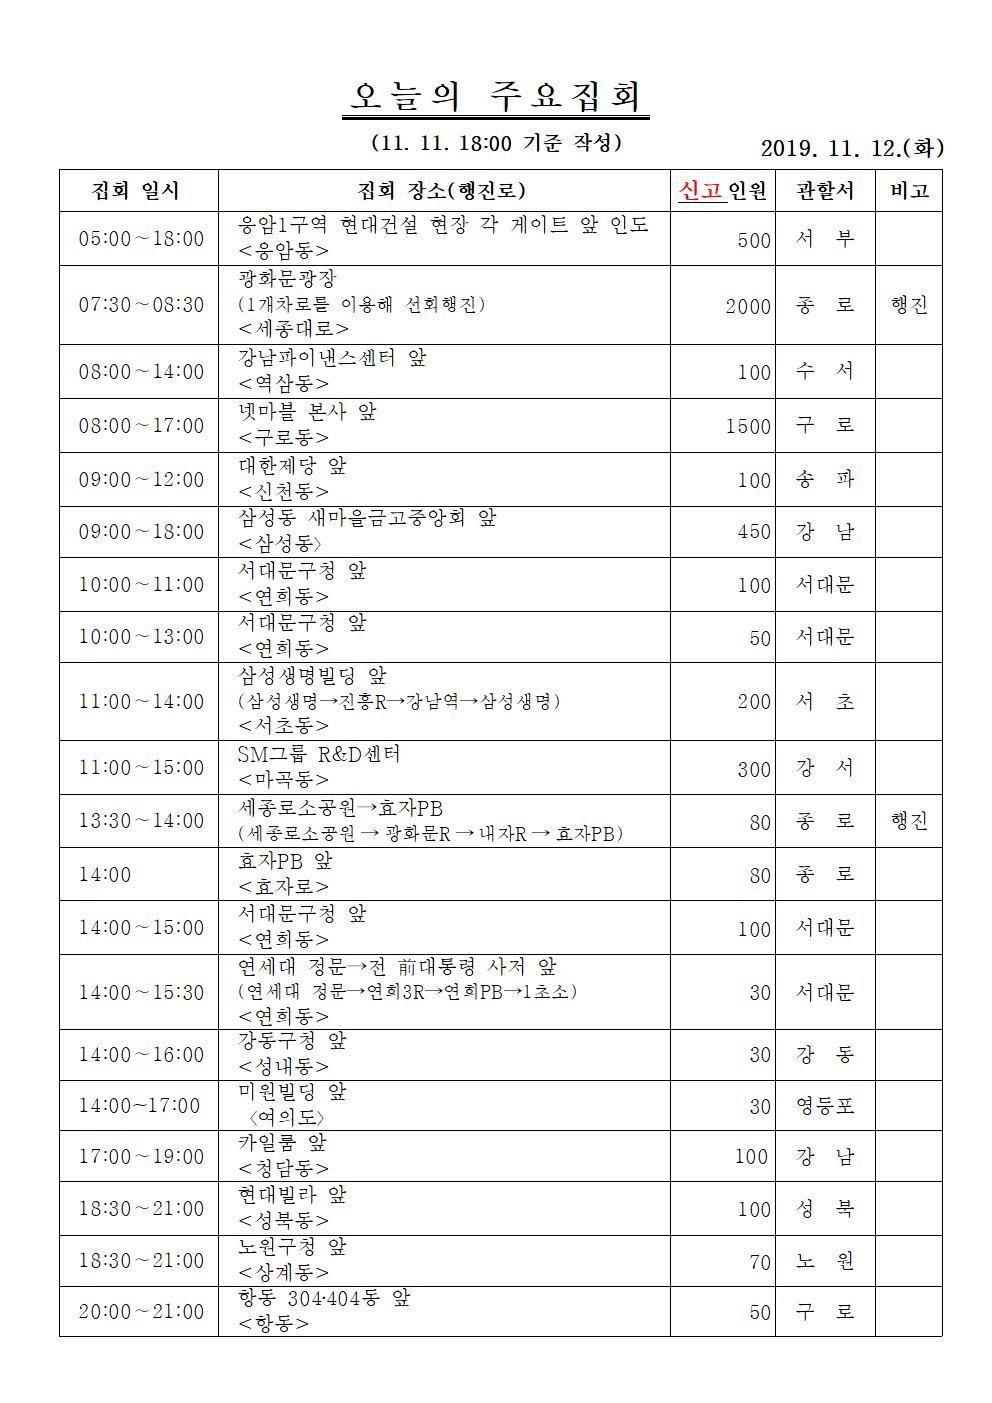 오늘의 주요집회
(11. 11. 18:00 기준 작성)
2019. 11. 12.(화)
집회 일시 집회 장소(행진로) 신고인원 관할서 비고
05:00～18:00 응암1구역 현대건설 현장 각 게이트 앞 인도
<응암동> 500 서 부
07:30～08:30 광화문광장
(1개차로를 이용해 선회행진)
<세종대로> 2000 종 로 행진
08:00～14:00 강남파이낸스센터 앞
<역삼동> 100 수 서
08:00～17:00 넷마블 본사 앞
<구로동> 1500 구 로
09:00～12:00 대한제당 앞
<신천동> 100 송 파
09:00～18:00 삼성동 새마을금고중앙회 앞
<삼성동〉 450 강 남
10:00～11:00 서대문구청 앞
<연희동> 100 서대문
10:00～13:00 서대문구청 앞
<연희동> 50 서대문
11:00～14:00 삼성생명빌딩 앞
(삼성생명→진흥R→강남역→삼성생명)
<서초동> 200 서 초
11:00～15:00 SM그룹 R&D센터
<마곡동> 300 강 서
13:30～14:00 세종로소공원→효자PB
(세종로소공원 → 광화문R → 내자R → 효자PB) 80 종 로 행진
14:00 효자PB 앞
<효자로> 80 종 로
14:00～15:00 서대문구청 앞
<연희동> 100 서대문
14:00～15:30 연세대 정문→전 前대통령 사저 앞
(연세대 정문→연희3R→연희PB→1초소)
<연희동> 30 서대문
14:00～16:00 강동구청 앞
<성내동> 30 강 동
14:00~17:00 미원빌딩 앞
〈여의도〉 30 영등포
17:00～19:00 카일룸 앞
<청담동> 100 강 남
18:30～21:00 현대빌라 앞
<성북동> 100 성 북
18:30～21:00 노원구청 앞
<상계동> 70 노 원
20:00～21:00 항동 304·404동 앞
<항동> 50 구 로